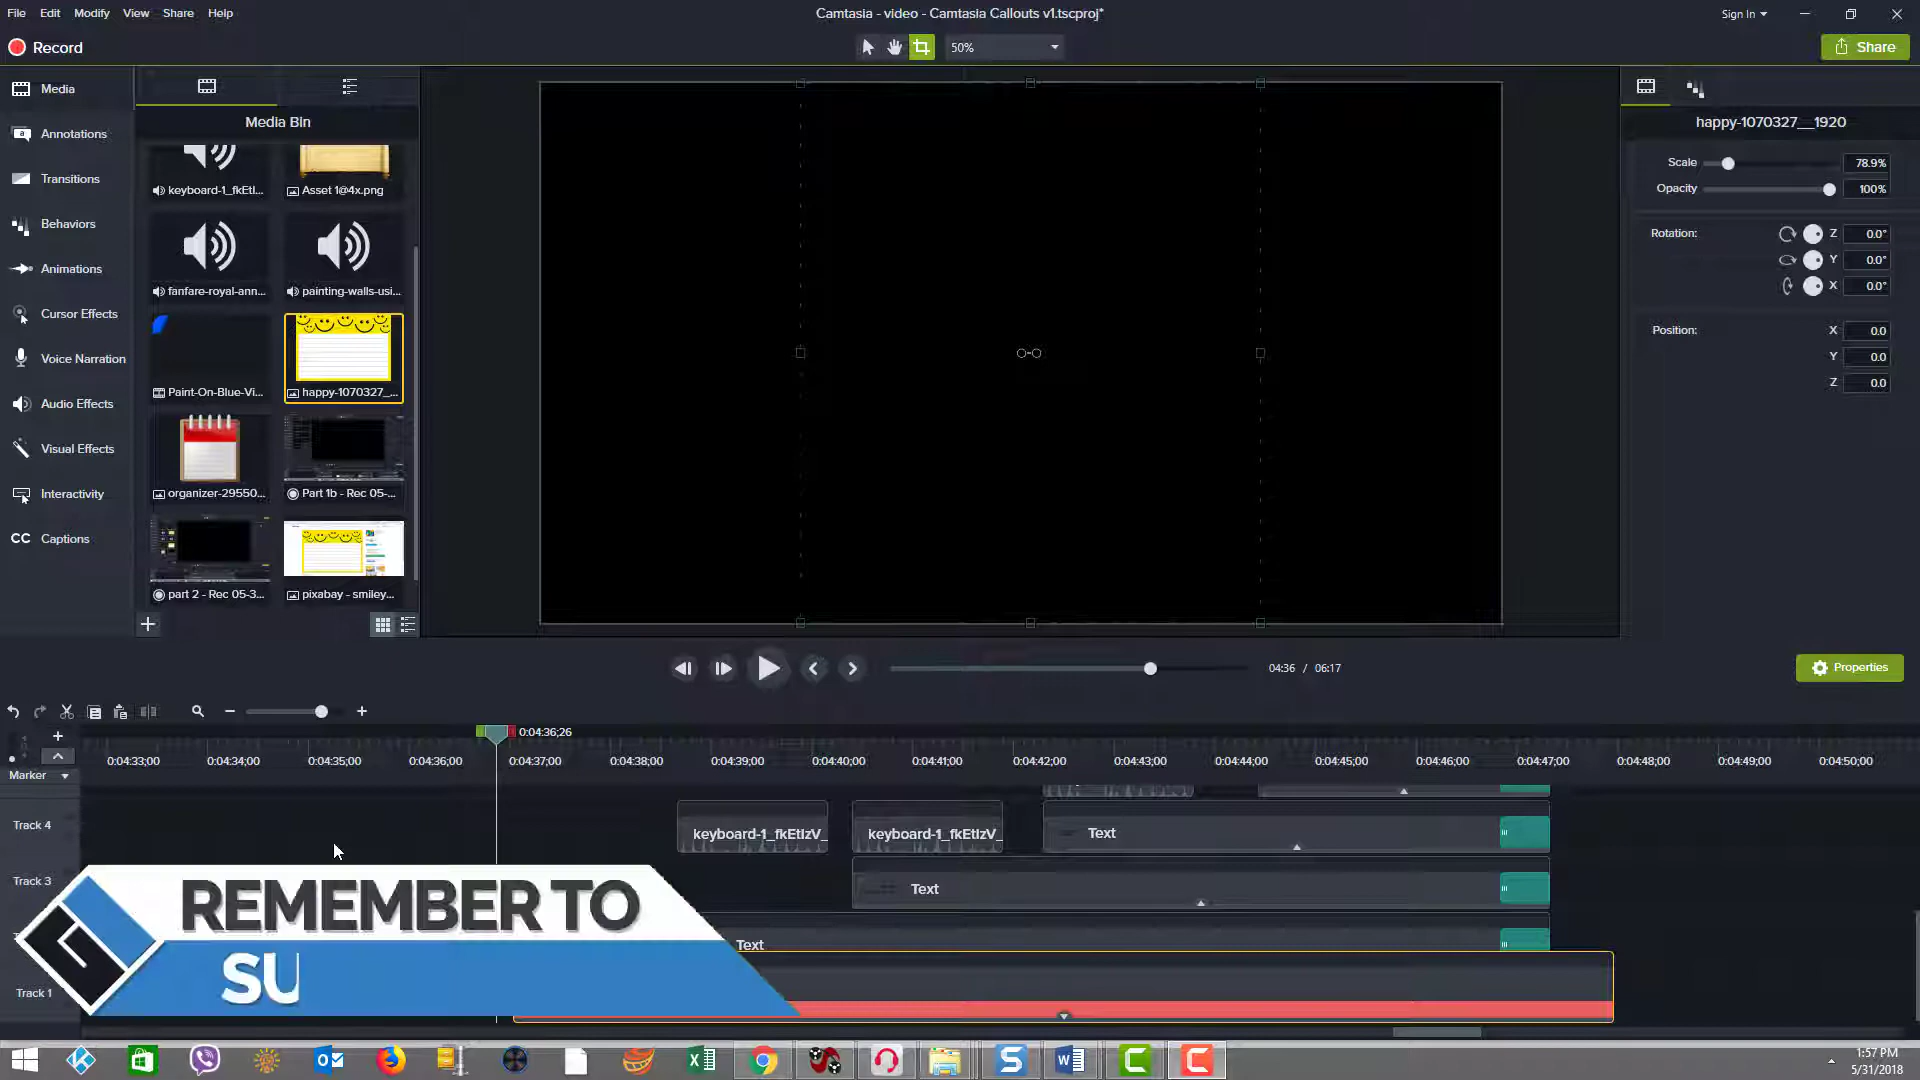 File Edit Modify View Share Help
Camtasia - video - Camtasia Callouts v1.tscproj*
Sign In
Record
50%
Share
Media
Annotations
Transitions
Behaviors
Animations
Cursor Effects
Voice Narration
Audio Effects
Visual Effects
Interactivity
CC Captions
Media Bin
keyboard-1_fkEtI...
Asset 1@4x.png
fanfare-royal-ann...
painting-walls-usi...
Paint-On-Blue-Vi...
happy-1070327_...
organizer-29550...
Part 1b - Rec 05-...
part 2 - Rec 05-3...
pixabay - smiley...
happy-1070327__1920
Scale 78.9%
Opacity 100%
Rotation: Z 0.0°
Y 0.0°
X 0.0°
Position: X 0.0
Y 0.0
Z 0.0
04:36 / 06:17
Properties
0:04:36;26
0:04:33;00 0:04:34;00 0:04:35;00 0:04:36;00 0:04:37;00 0:04:38;00 0:04:39;00 0:04:40;00 0:04:41;00 0:04:42;00 0:04:43;00 0:04:44;00 0:04:45;00 0:04:46;00 0:04:47;00 0:04:48;00 0:04:49;00 0:04:50;00
Marker
Track 4
keyboard-1_fkEtIzV_
keyboard-1_fkEtIzV_
Text
Track 3
Text
Text
Track 1
REMEMBER TO
SU
1:57 PM
5/31/2018